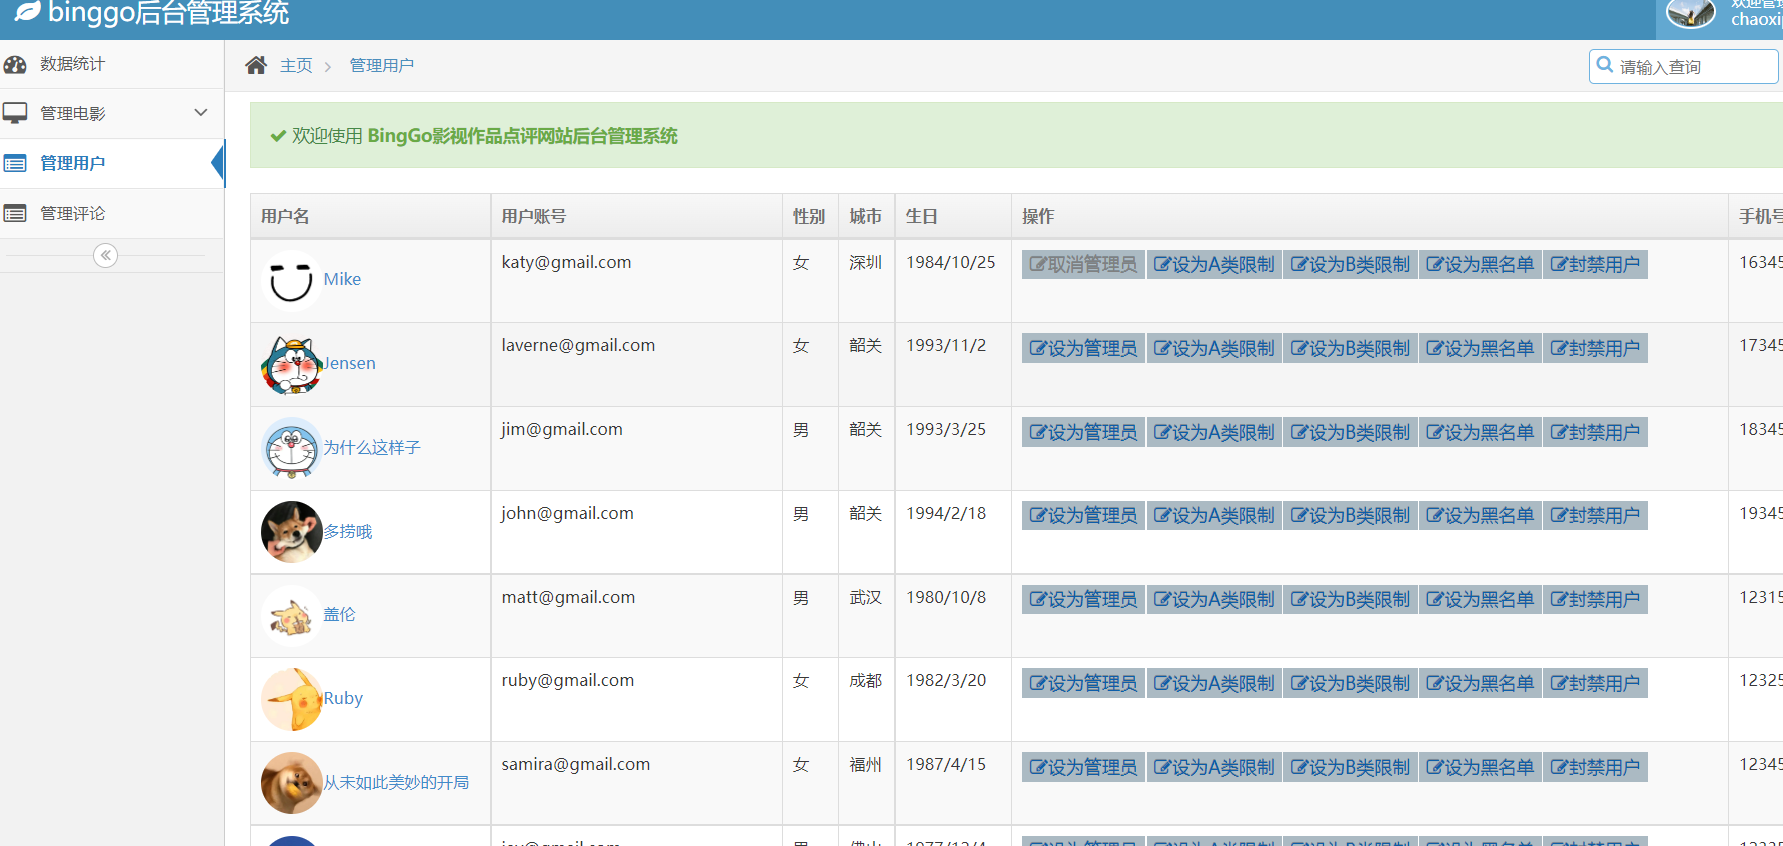 binggo后台管理系统
欢迎管理
chaoxi
数据统计
管理电影
管理用户
管理评论
主页 管理用户
请输入查询
欢迎使用 BingGo影视作品点评网站后台管理系统
用户名 用户账号 性别 城市 生日 操作 手机号
Mike katy@gmail.com 女 深圳 1984/10/25 取消管理员 设为A类限制 设为B类限制 设为黑名单 封禁用户 16345
Jensen laverne@gmail.com 女 韶关 1993/11/2 设为管理员 设为A类限制 设为B类限制 设为黑名单 封禁用户 17345
为什么这样子 jim@gmail.com 男 韶关 1993/3/25 设为管理员 设为A类限制 设为B类限制 设为黑名单 封禁用户 18345
多捞哦 john@gmail.com 男 韶关 1994/2/18 设为管理员 设为A类限制 设为B类限制 设为黑名单 封禁用户 19345
盖伦 matt@gmail.com 男 武汉 1980/10/8 设为管理员 设为A类限制 设为B类限制 设为黑名单 封禁用户 12315
Ruby ruby@gmail.com 女 成都 1982/3/20 设为管理员 设为A类限制 设为B类限制 设为黑名单 封禁用户 12325
从未如此美妙的开局 samira@gmail.com 女 福州 1987/4/15 设为管理员 设为A类限制 设为B类限制 设为黑名单 封禁用户 12345